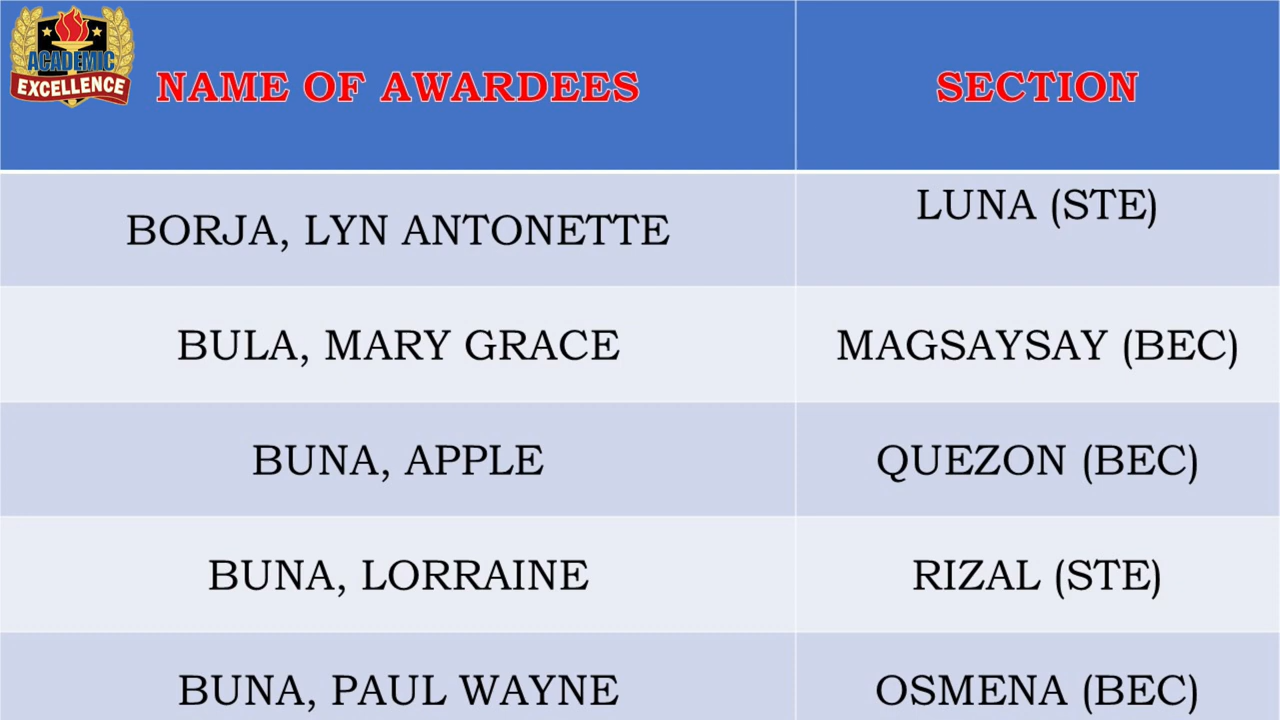 ACADEMIC
EXCELLENCE
NAME OF AWARDEES SECTION
BORJA, LYN ANTONETTE LUNA (STE)
BULA, MARY GRACE MAGSAYSAY (BEC)
BUNA, APPLE QUEZON (BEC)
BUNA, LORRAINE RIZAL (STE)
BUNA, PAUL WAYNE OSMENA (BEC)